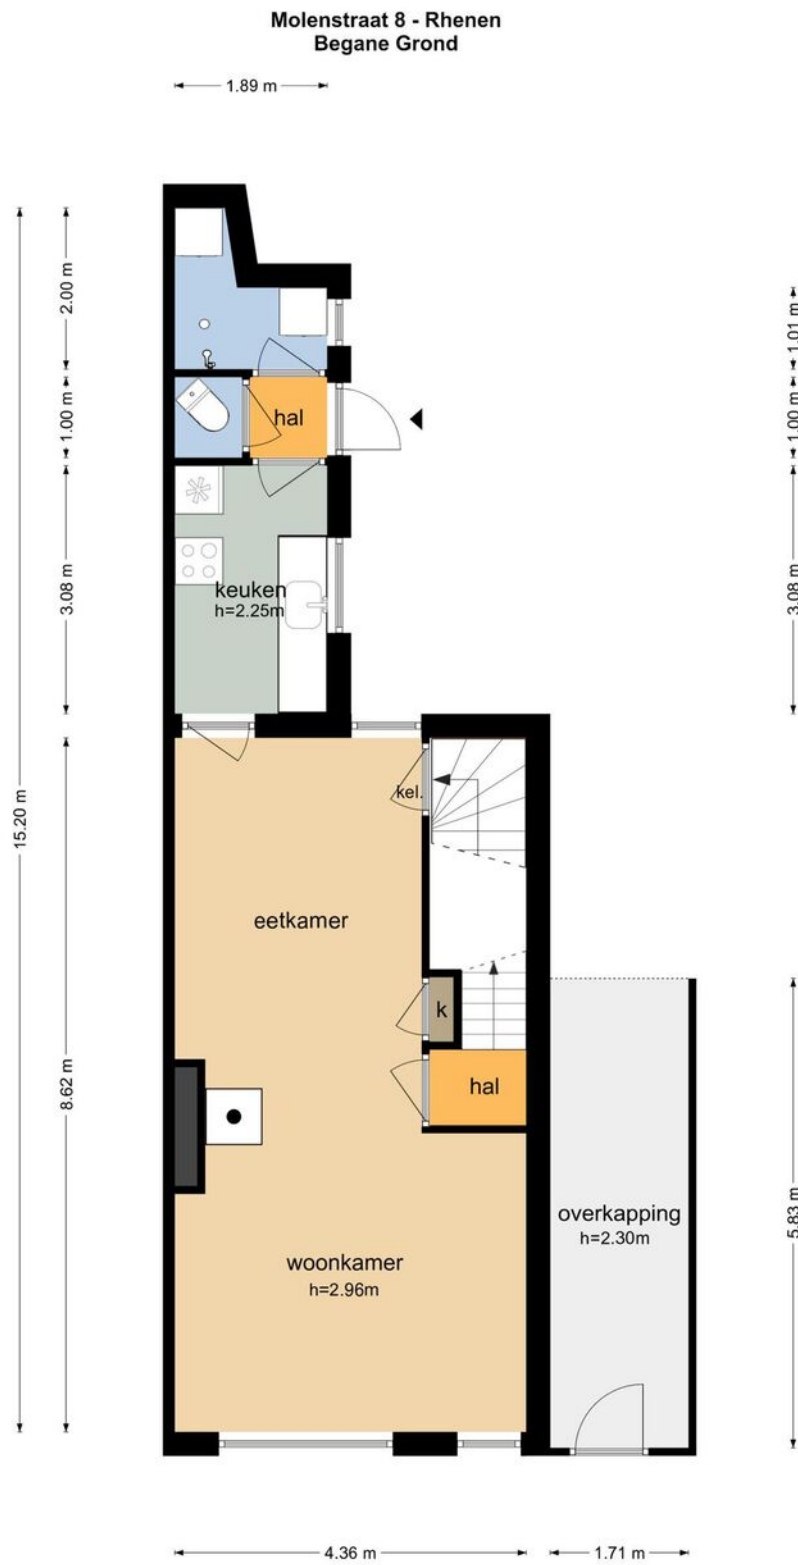 Molenstraat 8 - Rhenen
Begane Grond
1.89 m
2.00 m
1.01 m
1.00 m
hal
1.00 m
3.08 m
keuken
h=2.25m
3.08 m
15.20 m
kel.
eetkamer
k
8.62 m
hal
overkapping
h=2.30m
5.83 m
woonkamer
h=2.96m
4.36 m
1.71 m